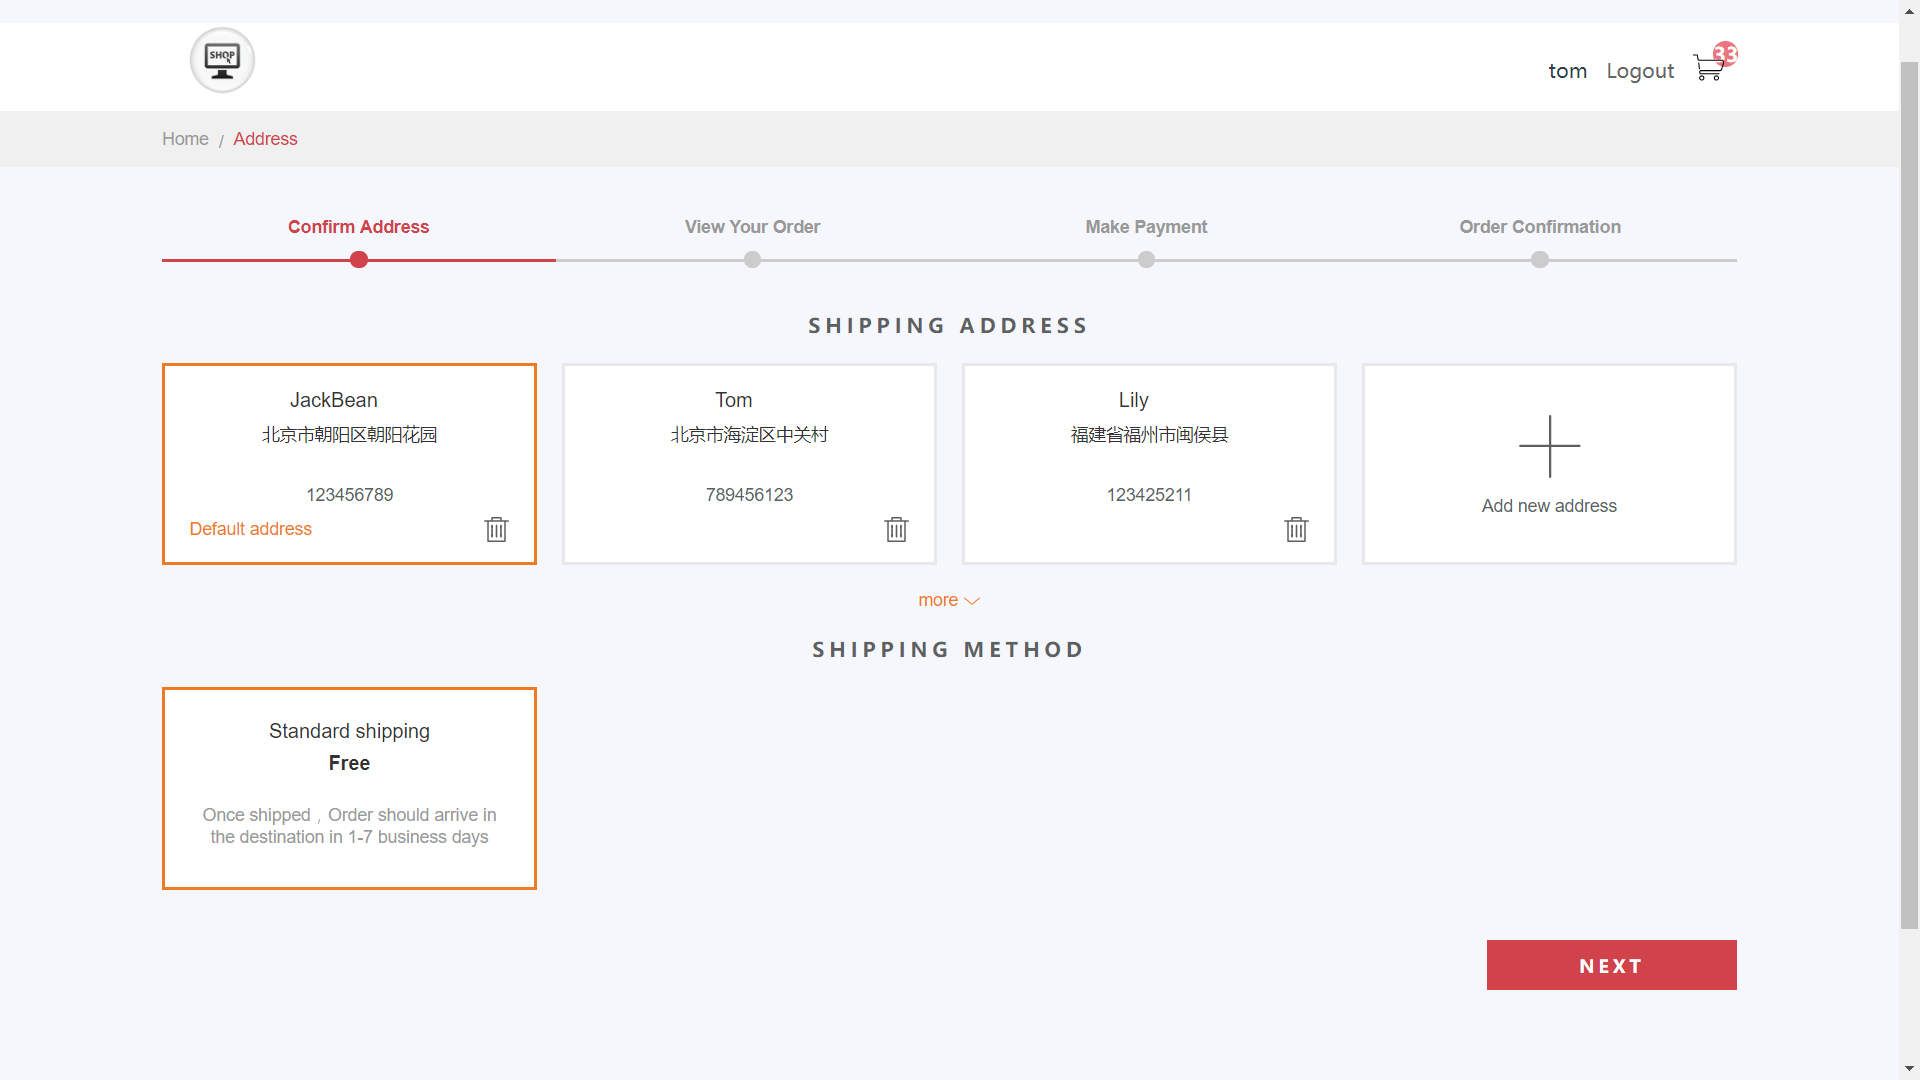 SHOP
tom Logout 33
Home / Address
Confirm Address View Your Order Make Payment Order Confirmation
SHIPPING ADDRESS
JackBean
北京市朝阳区朝阳花园
123456789
Default address
Tom
北京市海淀区中关村
789456123
Lily
福建省福州市闽侯县
123425211
Add new address
more
SHIPPING METHOD
Standard shipping
Free
Once shipped，Order should arrive in
the destination in 1-7 business days
NEXT